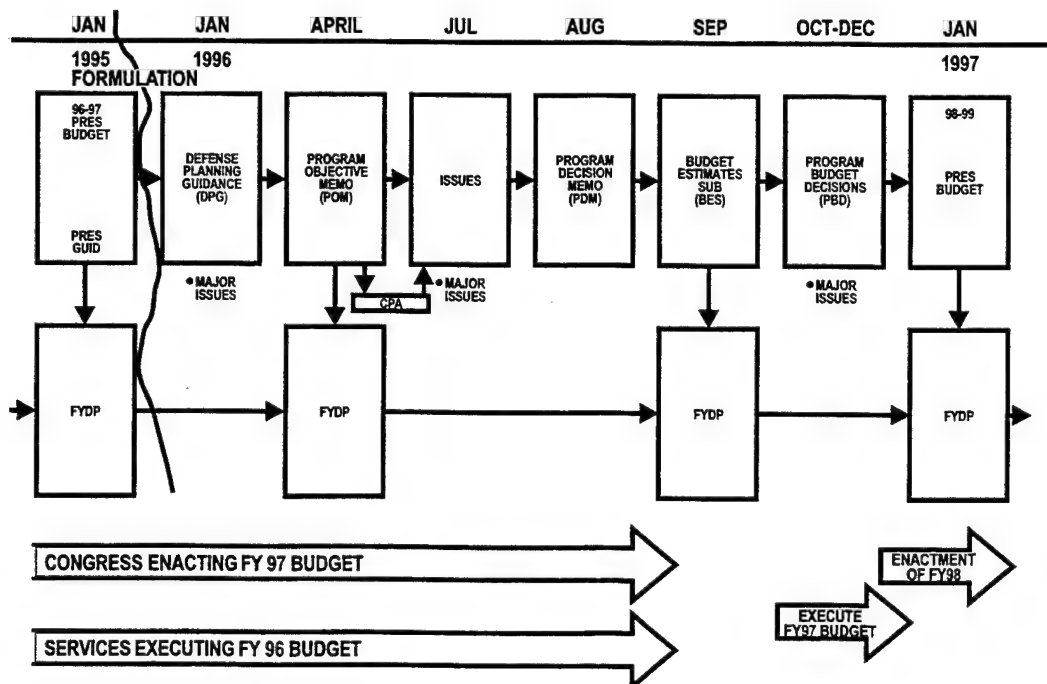 JAN
JAN
APRIL
JUL
AUG
SEP
OCT-DEC
JAN
1995
1996
1997
FORMULATION
96-97
PRES
BUDGET
PRES
GUID
DEFENSE
PLANNING
GUIDANCE
(DPG)
PROGRAM
OBJECTIVE
MEMO
(POM)
ISSUES
PROGRAM
DECISION
MEMO
(PDM)
BUDGET
ESTIMATES
SUB
(BES)
PROGRAM
BUDGET
DECISIONS
(PBD)
98-99
PRES
BUDGET
• MAJOR
ISSUES
CPA
• MAJOR
ISSUES
• MAJOR
ISSUES
FYDP
FYDP
FYDP
FYDP
CONGRESS ENACTING FY 97 BUDGET
ENACTMENT
OF FY98
EXECUTE
FY97 BUDGET
SERVICES EXECUTING FY 96 BUDGET